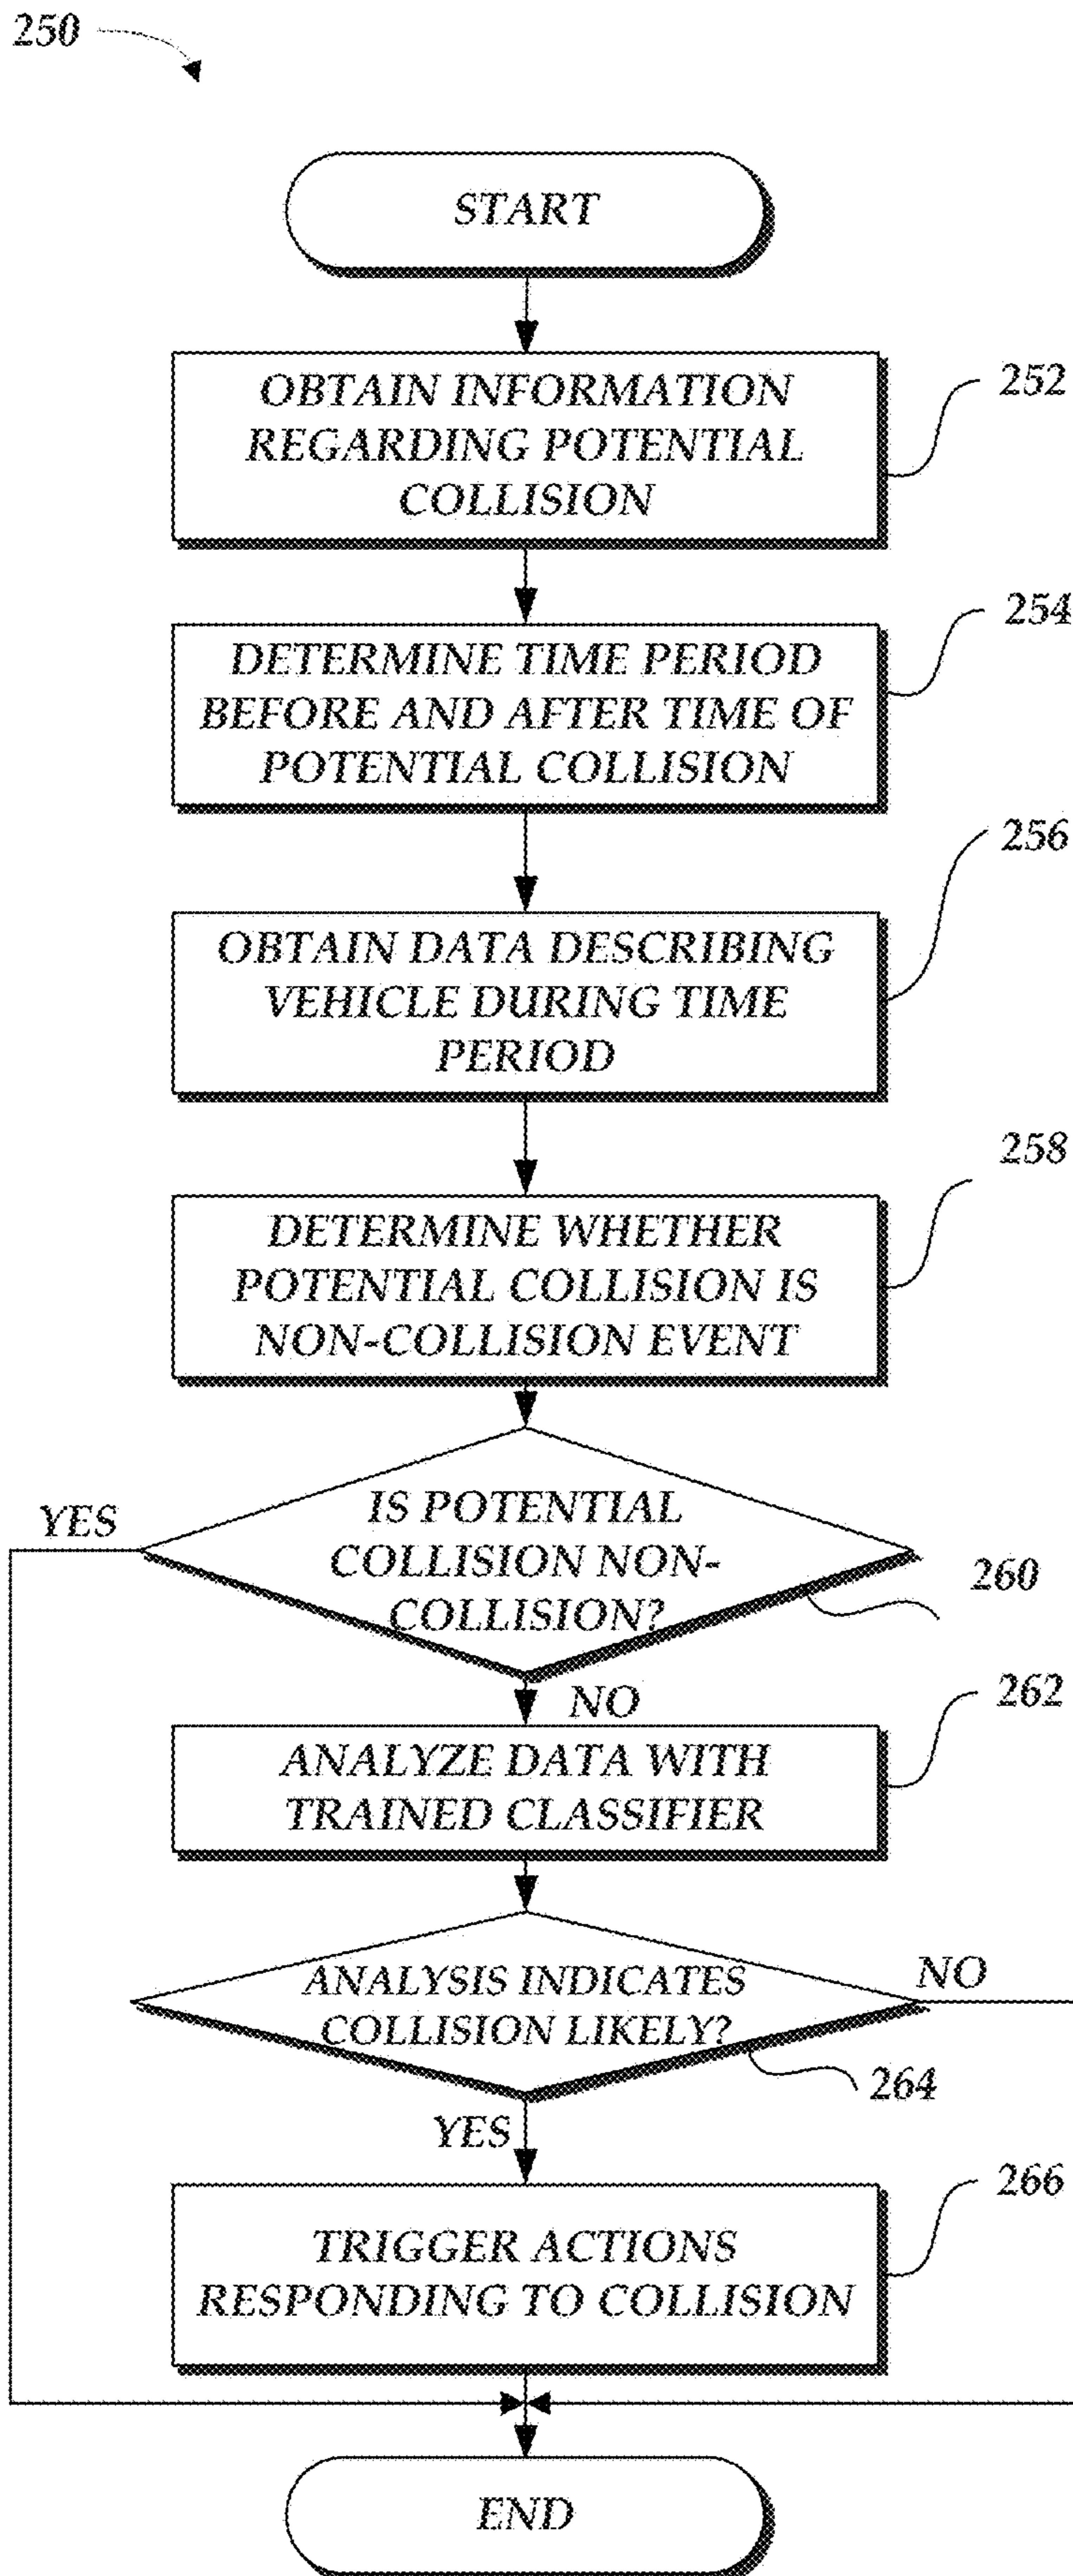 250
START
OBTAIN INFORMATION
REGARDING POTENTIAL
COLLISION
252
DETERMINE TIME PERIOD
BEFORE AND AFTER TIME OF
POTENTIAL COLLISION
254
OBTAIN DATA DESCRIBING
VEHICLE DURING TIME
PERIOD
256
DETERMINE WHETHER
POTENTIAL COLLISION IS
NON-COLLISION EVENT
258
YES
IS POTENTIAL
COLLISION NON-
COLLISION?
260
NO
ANALYZE DATA WITH
TRAINED CLASSIFIER
262
ANALYSIS INDICATES
COLLISION LIKELY?
NO
264
YES
TRIGGER ACTIONS
RESPONDING TO COLLISION
266
END